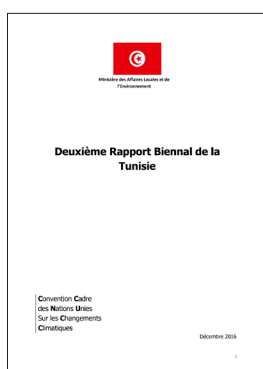 Ministère des Affaires Locales et de
l'Environnement
Deuxième Rapport Biennal de la
Tunisie
Convention Cadre
des Nations Unies
Sur les Changements
Climatiques
Décembre 2016